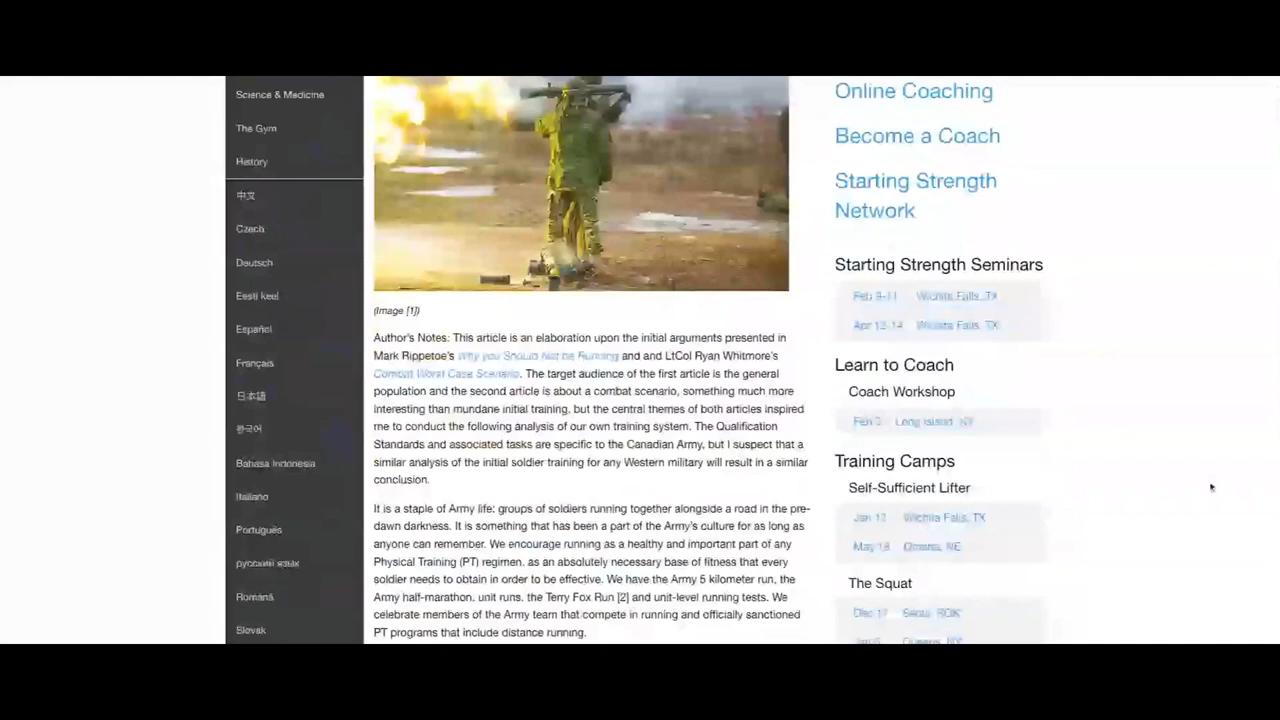 Science & Medicine
The Gym
History
中文
Czech
Deutsch
Eesti keel
Español
Français
日本語
한국어
Bahasa Indonesia
Italiano
Português
русский язык
Română
Slovak
(Image [1])
Author's Notes: This article is an elaboration upon the initial arguments presented in
Mark Rippetoe's Why you Should Not be Running and and LtCol Ryan Whitmore's
Combat Worst Case Scenario. The target audience of the first article is the general
population and the second article is about a combat scenario, something much more
interesting than mundane initial training, but the central themes of both articles inspired
me to conduct the following analysis of our own training system. The Qualification
Standards and associated tasks are specific to the Canadian Army, but I suspect that a
similar analysis of the initial soldier training for any Western military will result in a similar
conclusion.
It is a staple of Army life: groups of soldiers running together alongside a road in the pre-
dawn darkness. It is something that has been a part of the Army's culture for as long as
anyone can remember. We encourage running as a healthy and important part of any
Physical Training (PT) regimen, as an absolutely necessary base of fitness that every
soldier needs to obtain in order to be effective. We have the Army 5 kilometer run, the
Army half-marathon, unit runs, the Terry Fox Run [2] and unit-level running tests. We
celebrate members of the Army team that compete in running and officially sanctioned
PT programs that include distance running.
Online Coaching
Become a Coach
Starting Strength
Network
Starting Strength Seminars
Feb 9-11 Wichita Falls, TX
Apr 12-14 Wichita Falls, TX
Learn to Coach
Coach Workshop
Feb Long Island, NY
Training Camps
Self-Sufficient Lifter
Jan Wichita Falls, TX
May 18 Omaha, NE
The Squat
Dec Seoul, ROK
Queens, NY